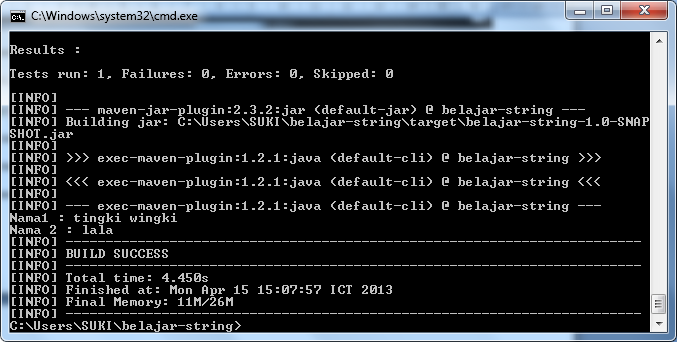 C:\Windows\system32\cmd.exe
Results :
Tests run: 1, Failures: 0, Errors: 0, Skipped: 0
[INFO]
[INFO] --- maven-jar-plugin:2.3.2:jar (default-jar) @ belajar-string ---
[INFO] Building jar: C:\Users\SUKI\belajar-string\target\belajar-string-1.0-SNAP
SHOT.jar
[INFO]
[INFO] >>> exec-maven-plugin:1.2.1:java (default-cli) @ belajar-string >>>
[INFO]
[INFO] <<< exec-maven-plugin:1.2.1:java (default-cli) @ belajar-string <<<
[INFO]
[INFO] --- exec-maven-plugin:1.2.1:java (default-cli) @ belajar-string ---
Nama1 : tingki wingki
Nama 2 : lala
[INFO] ------------------------------------------------------------------------
[INFO] BUILD SUCCESS
[INFO] ------------------------------------------------------------------------
[INFO] Total time: 4.450s
[INFO] Finished at: Mon Apr 15 15:07:57 ICT 2013
[INFO] Final Memory: 11M/26M
[INFO] ------------------------------------------------------------------------
C:\Users\SUKI\belajar-string>